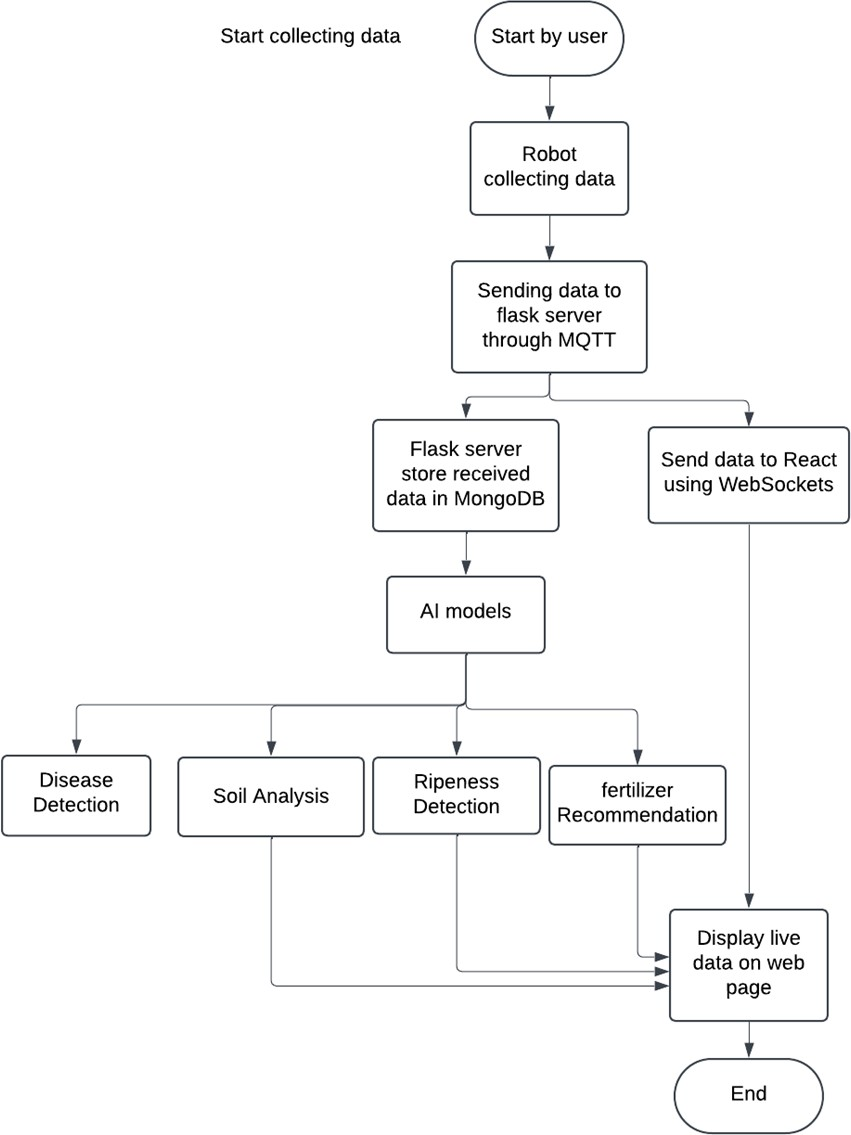 Start collecting data
Start by user
Robot
collecting data
Sending data to
flask server
through MQTT
Flask server
store received
data in MongoDB
Send data to React
using WebSockets
AI models
Disease
Detection
Soil Analysis
Ripeness
Detection
fertilizer
Recommendation
Display live
data on web
page
End